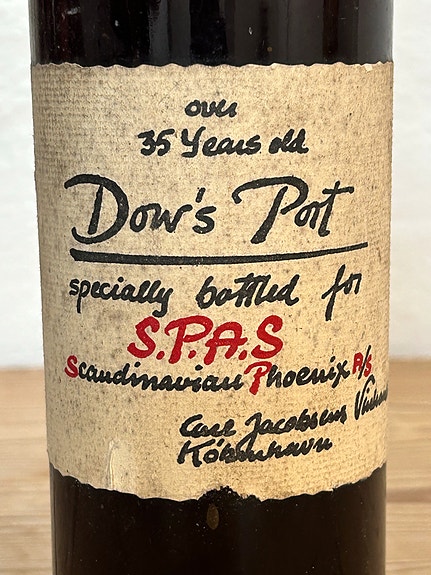 over
35 Years old
Dow's Port
specially bottled for
S.P.A.S
Scandinavian Phoenix A/S
Carl Jacobsens
København